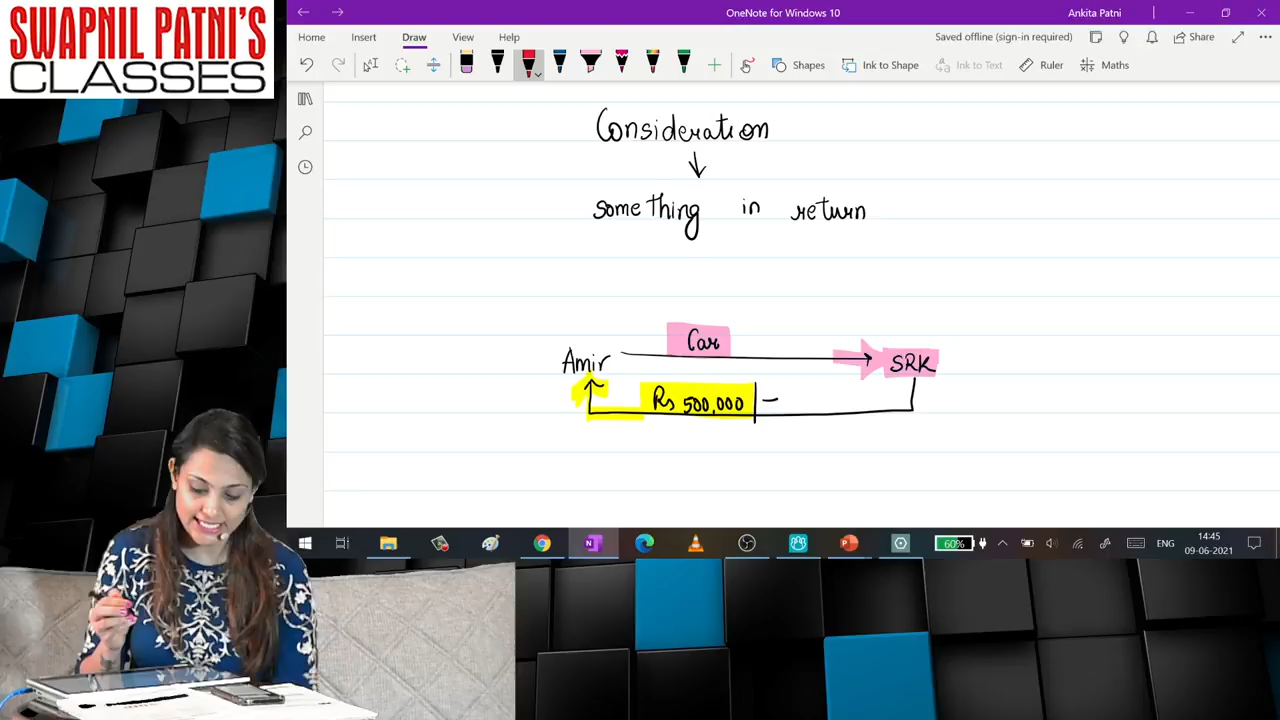 SWAPNIL PATNI'S
CLASSES
OneNote for Windows 10
Ankita Patni
Home Insert Draw View Help
Saved offline (sign-in required)
Share
Shapes
Ink to Shape
Ink to Text
Ruler
Maths
Consideration
something in return
Car
Amir
SRK
Rs 500,000/-
60%
ENG
14:45
09-06-2021